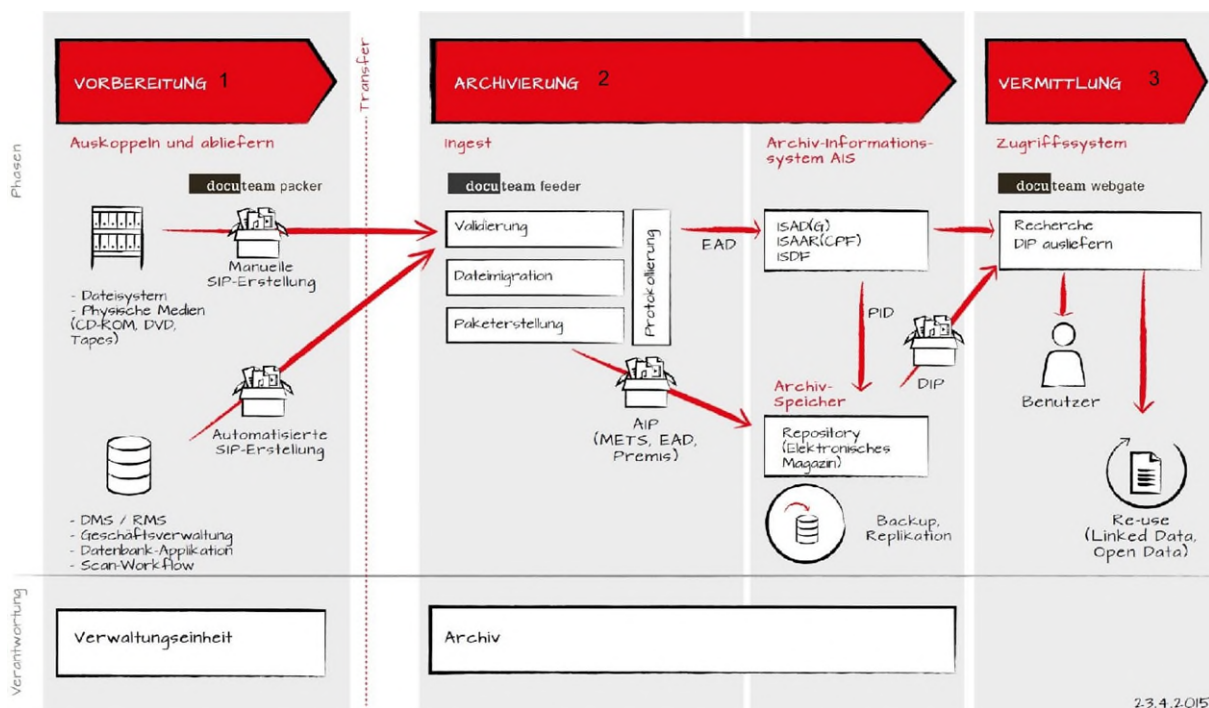 Phasen
VORBEREITUNG 1
Auskoppeln und abliefern
docuteam packer
Manuelle
SIP-Erstellung
- Dateisystem
- Physische Medien
(CD-ROM, DVD,
Tapes)
Automatisierte
SIP-Erstellung
- DMS / RMS
- Geschäftsverwaltung
- Datenbank-Applikation
- Scan-Workflow
Transfer
ARCHIVIERUNG 2
Ingest
docuteam feeder
Validierung
Dateimigration
Paketerstellung
Protokollierung
EAD
AIP
(METS, EAD,
Premis)
Archiv-Informations-
system AIS
ISAD(G)
ISAAR(CPF)
ISDF
PID
DIP
Archiv-
Speicher
Repository
(Elektronisches
Magazin)
Backup,
Replikation
VERMITTLUNG 3
Zugriffssystem
docuteam webgate
Recherche
DIP ausliefern
Benutzer
Re-use
(Linked Data,
Open Data)
Verantwortung
Verwaltungseinheit
Archiv
23.4.2015